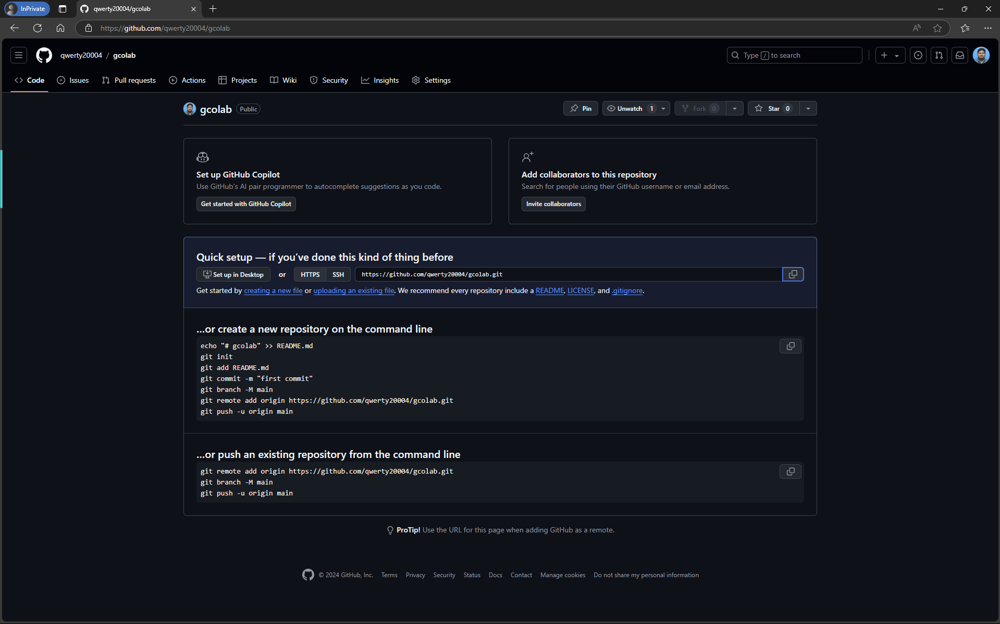 InPrivate
qwerty20004/gcolab
https://github.com/qwerty20004/gcolab
qwerty20004 / gcolab
Type / to search
Code Issues Pull requests Actions Projects Wiki Security Insights Settings
gcolab Public
Pin Unwatch 1 Fork 0 Star 0
Set up GitHub Copilot
Use GitHub's AI pair programmer to autocomplete suggestions as you code.
Get started with GitHub Copilot
Add collaborators to this repository
Search for people using their GitHub username or email address.
Invite collaborators
Quick setup — if you’ve done this kind of thing before
Set up in Desktop or HTTPS SSH https://github.com/qwerty20004/gcolab.git
Get started by creating a new file or uploading an existing file. We recommend every repository include a README, LICENSE, and .gitignore.
...or create a new repository on the command line
echo "# gcolab" >> README.md
git init
git add README.md
git commit -m "first commit"
git branch -M main
git remote add origin https://github.com/qwerty20004/gcolab.git
git push -u origin main
...or push an existing repository from the command line
git remote add origin https://github.com/qwerty20004/gcolab.git
git branch -M main
git push -u origin main
ProTip! Use the URL for this page when adding GitHub as a remote.
© 2024 GitHub, Inc. Terms Privacy Security Status Docs Contact Manage cookies Do not share my personal information